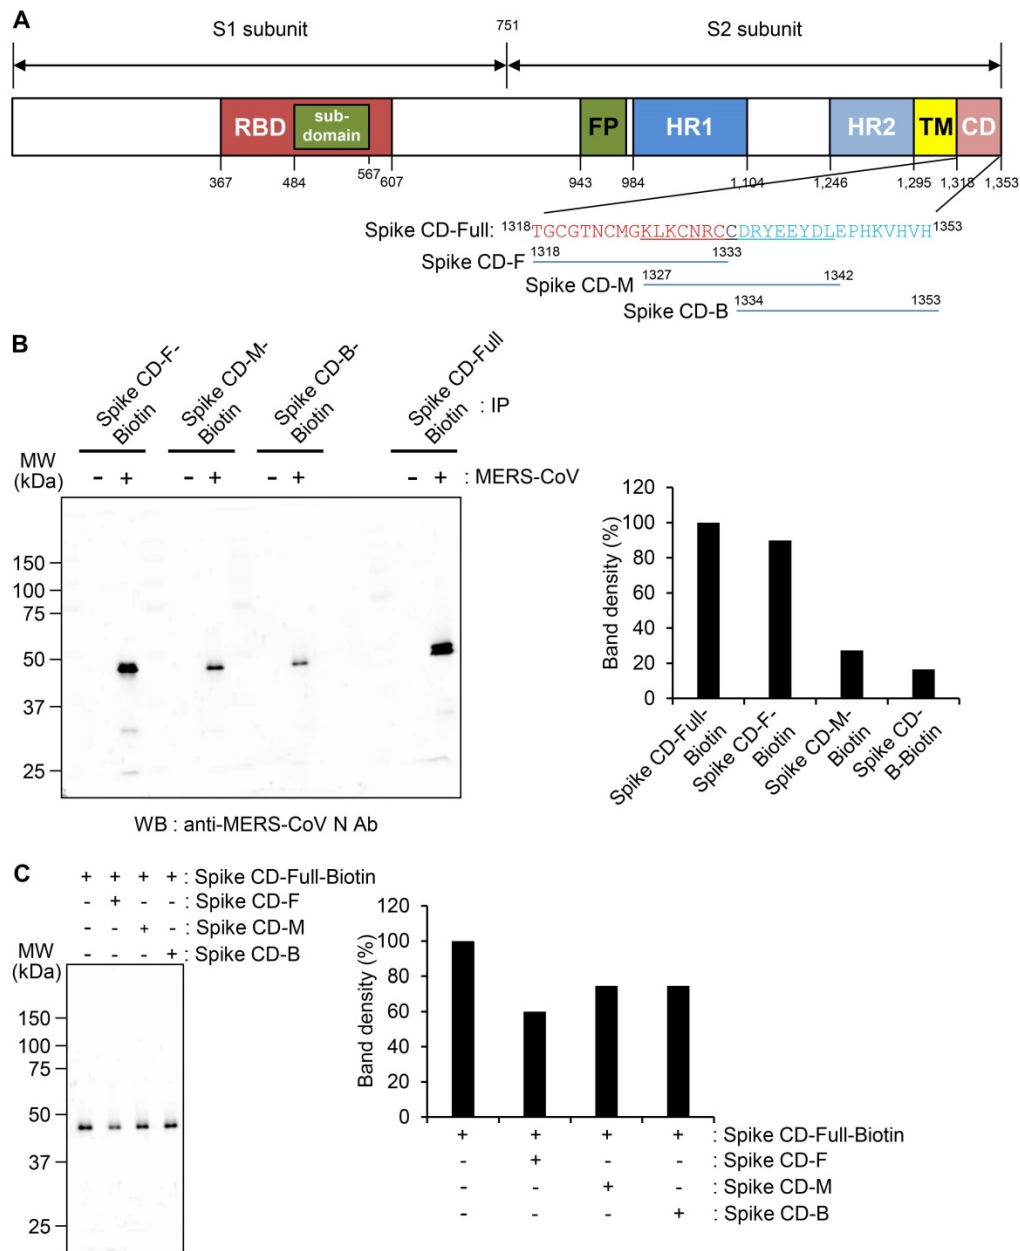 A
S1 subunit
751
S2 subunit
RBD
sub-
domain
FP
HR1
HR2
TM
CD
367
484
567
607
943
984
1,104
1,246
1,295
1,318
1,353
Spike CD-Full: 1318TGCGTNCMGKLKCNRCCDRYEEYDLEPHKVHVH1353
Spike CD-F
1318
1333
Spike CD-M
1327
1342
Spike CD-B
1334
1353
B
Spike CD-F-
Biotin
Spike CD-M-
Biotin
Spike CD-B-
Biotin
Spike CD-Full
Biotin
: IP
MW
(kDa)
- + - + - + - + : MERS-CoV
150
100
75
50
37
25
WB : anti-MERS-CoV N Ab
Band density (%)
120
100
80
60
40
20
0
Spike CD-Full-
Biotin
Spike CD-F-
Biotin
Spike CD-M-
Biotin
Spike CD-
B-Biotin
C
+ + + + : Spike CD-Full-Biotin
- + - - : Spike CD-F
- - + - : Spike CD-M
- - - + : Spike CD-B
MW
(kDa)
150
100
75
50
37
25
Band density (%)
120
100
80
60
40
20
0
+ + + + : Spike CD-Full-Biotin
- + - - : Spike CD-F
- - + - : Spike CD-M
- - - + : Spike CD-B